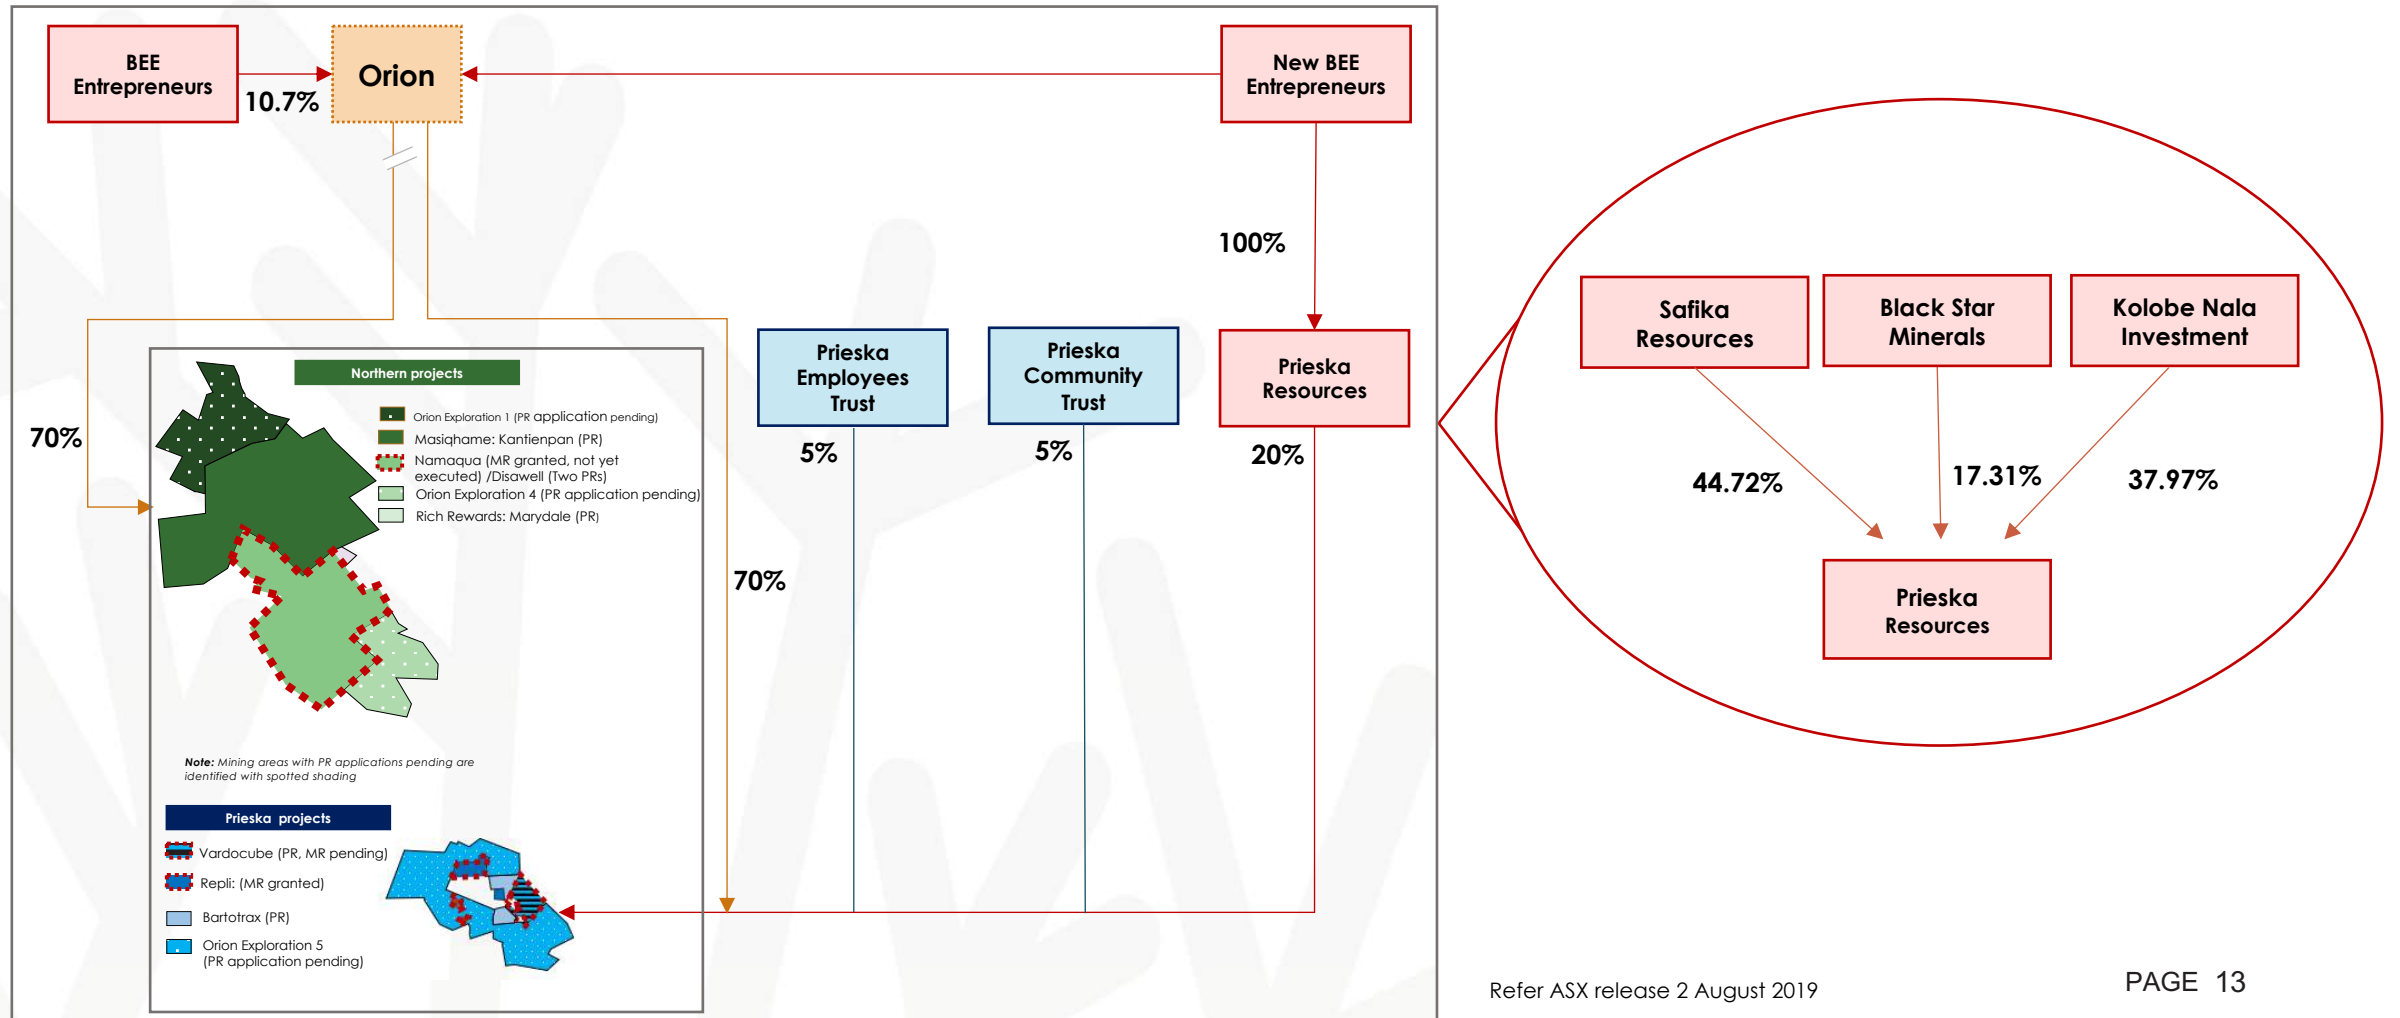 BEE
Entrepreneurs
10.7%
Orion
New BEE
Entrepreneurs
100%
70%
Northern projects
Orion Exploration 1 (PR application pending)
Masiqhame: Kantienpan (PR)
Namaqua (MR granted, not yet
executed) /Disawell (Two PRs)
Orion Exploration 4 (PR application pending)
Rich Rewards: Marydale (PR)
Note: Mining areas with PR applications pending are
identified with spotted shading
Prieska projects
Vardocube (PR, MR pending)
Repli: (MR granted)
Bartotrax (PR)
Orion Exploration 5
(PR application pending)
70%
Prieska
Employees
Trust
5%
Prieska
Community
Trust
5%
Prieska
Resources
20%
Safika
Resources
Black Star
Minerals
Kolobe Nala
Investment
44.72%
17.31%
37.97%
Prieska
Resources
Refer ASX release 2 August 2019
PAGE 13